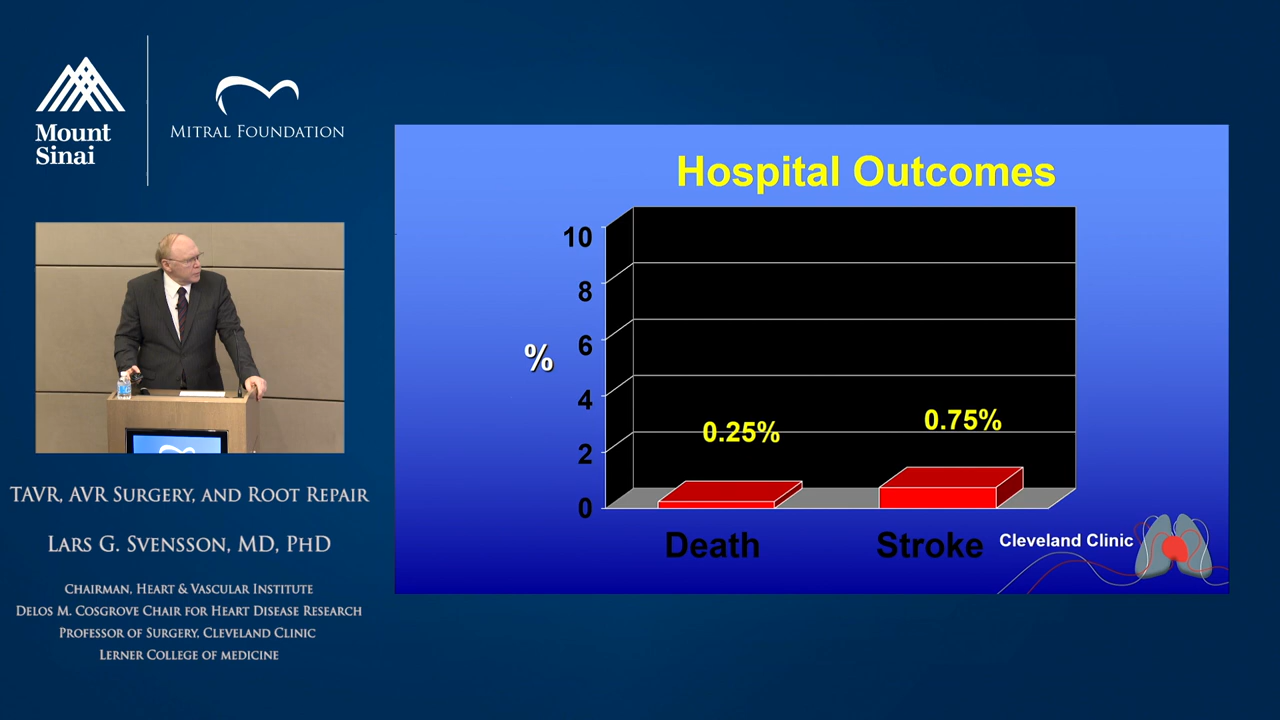 Mount
Sinai
MITRAL FOUNDATION
TAVR, AVR SURGERY, AND ROOT REPAIR
LARS G. SVENSSON, MD, PHD
CHAIRMAN, HEART & VASCULAR INSTITUTE
DELOS M. COSGROVE CHAIR FOR HEART DISEASE RESEARCH
PROFESSOR OF SURGERY, CLEVELAND CLINIC
LERNER COLLEGE OF MEDICINE
Hospital Outcomes
%
10
8
6
4
2
0
0.25%
0.75%
Death
Stroke
Cleveland Clinic